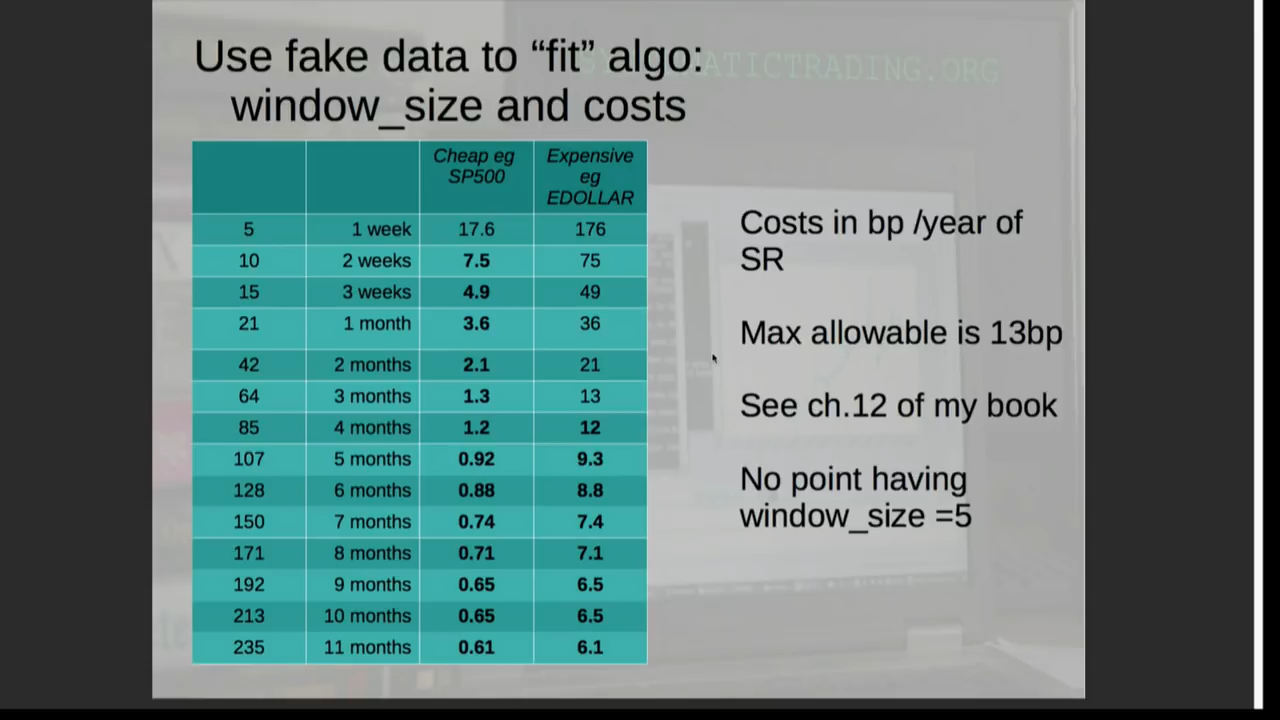 Use fake data to “fit” algo:
window_size and costs
ATICTRADING.ORG
Cheap eg SP500 Expensive eg EDOLLAR
5 1 week 17.6 176
10 2 weeks 7.5 75
15 3 weeks 4.9 49
21 1 month 3.6 36
42 2 months 2.1 21
64 3 months 1.3 13
85 4 months 1.2 12
107 5 months 0.92 9.3
128 6 months 0.88 8.8
150 7 months 0.74 7.4
171 8 months 0.71 7.1
192 9 months 0.65 6.5
213 10 months 0.65 6.5
235 11 months 0.61 6.1
Costs in bp /year of
SR
Max allowable is 13bp
See ch.12 of my book
No point having
window_size =5